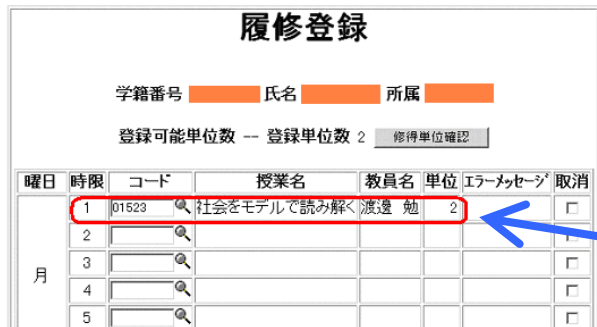 履修登録
学籍番号 氏名 所属
登録可能単位数 -- 登録単位数 2 修得単位確認
曜日 時限 コード 授業名 教員名 単位 エラーメッセージ 取消
1 01523 社会をモデルで読み解く 渡邊 勉 2
2
3
月
4
5